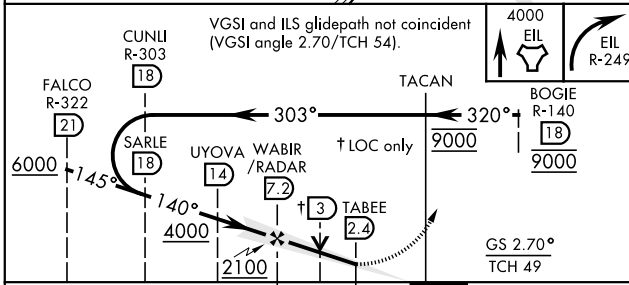 VGSI and ILS glidepath not coincident
(VGSI angle 2.70/TCH 54).
4000
EIL
EIL
R-249
CUNLI
R-303
18
FALCO
R-322
21
TACAN
BOGIE
R-140
18
9000
303°
320°
9000
SARLE
18
† LOC only
UYOVA
14
WABIR
/RADAR
7.2
6000
145°
140°
† 3
TABEE
2.4
4000
2100
GS 2.70°
TCH 49